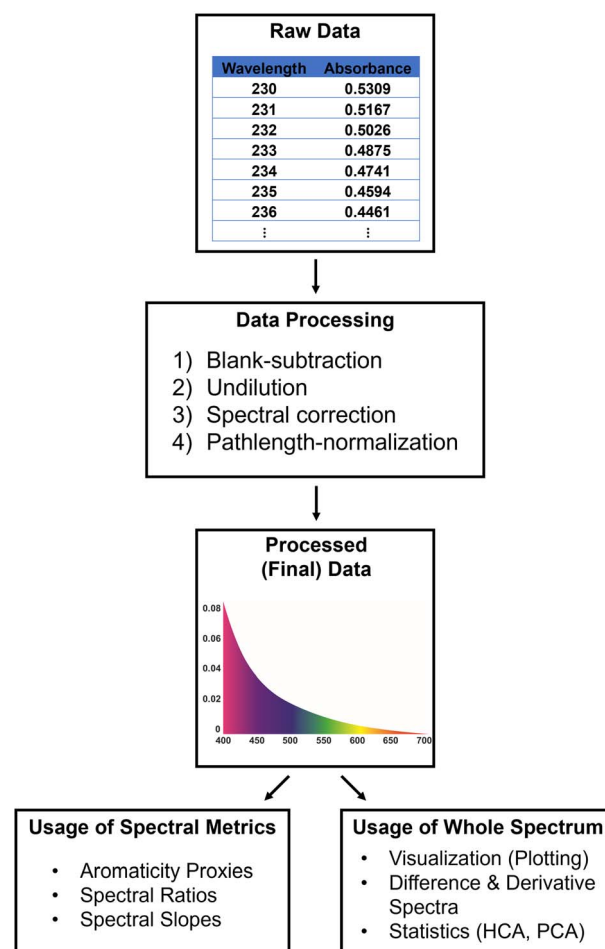 Raw Data
Wavelength Absorbance
230 0.5309
231 0.5167
232 0.5026
233 0.4875
234 0.4741
235 0.4594
236 0.4461
⋮ ⋮
Data Processing
1) Blank-subtraction
2) Undilution
3) Spectral correction
4) Pathlength-normalization
Processed
(Final) Data
0.08
0.06
0.04
0.02
0
400 450 500 550 600 650 700
Usage of Spectral Metrics
• Aromaticity Proxies
• Spectral Ratios
• Spectral Slopes
Usage of Whole Spectrum
• Visualization (Plotting)
• Difference & Derivative
Spectra
• Statistics (HCA, PCA)